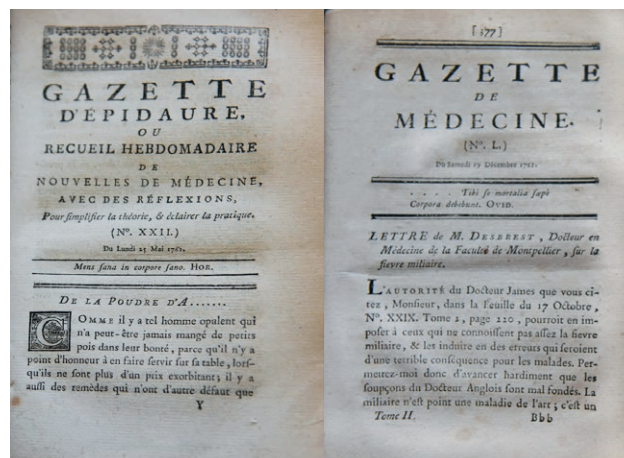 GAZETTE
D'ÉPIDAURE,
OU
RECUEIL HEBDOMADAIRE
DE
NOUVELLES DE MÉDECINE,
AVEC DES RÉFLEXIONS,
Pour simplifier la théorie, & éclairer la pratique.
(N°. XXII.)
Du Lundi 25 Mai 1762.
Mens sana in corpore sano. HOR.
DE LA POUDRE D'A.......
COMME il y a tel homme opulent qui
n'a peut-être jamais mangé de petits
pois dans leur bonté, parce qu'il n'y a
point d'honneur à en faire servir sur sa table, lors-
qu'ils ne sont plus d'un prix exorbitant; il y a
aussi des remèdes qui n'ont d'autre défaut que
Y
[377]
GAZETTE
DE
MÉDECINE.
(N°. L.)
Du Samedi Décembre
. . . . Tibi se mortalia sæpè
Corpora debebunt. OVID.
LETTRE de M. DESBREST, Docteur en
Médecine de la Faculté de Montpellier, sur la
fievre miliaire.
L'AUTORITÉ du Docteur James que vous ci-
tez, Monsieur, dans la Feuille du 17 Octobre,
N°. XXIX. Tome 2, page 220, pourroit en im-
poser à ceux qui ne connoissent pas assez la fievre
miliaire, & les induire en des erreurs qui seroient
d'une terrible conséquence pour les malades. Per-
mettez-moi donc d'avancer hardiment que les
soupçons du Docteur Anglois sont mal fondés. La
miliaire n'est point une maladie de l'art; c'est un
Tome II. Bbb